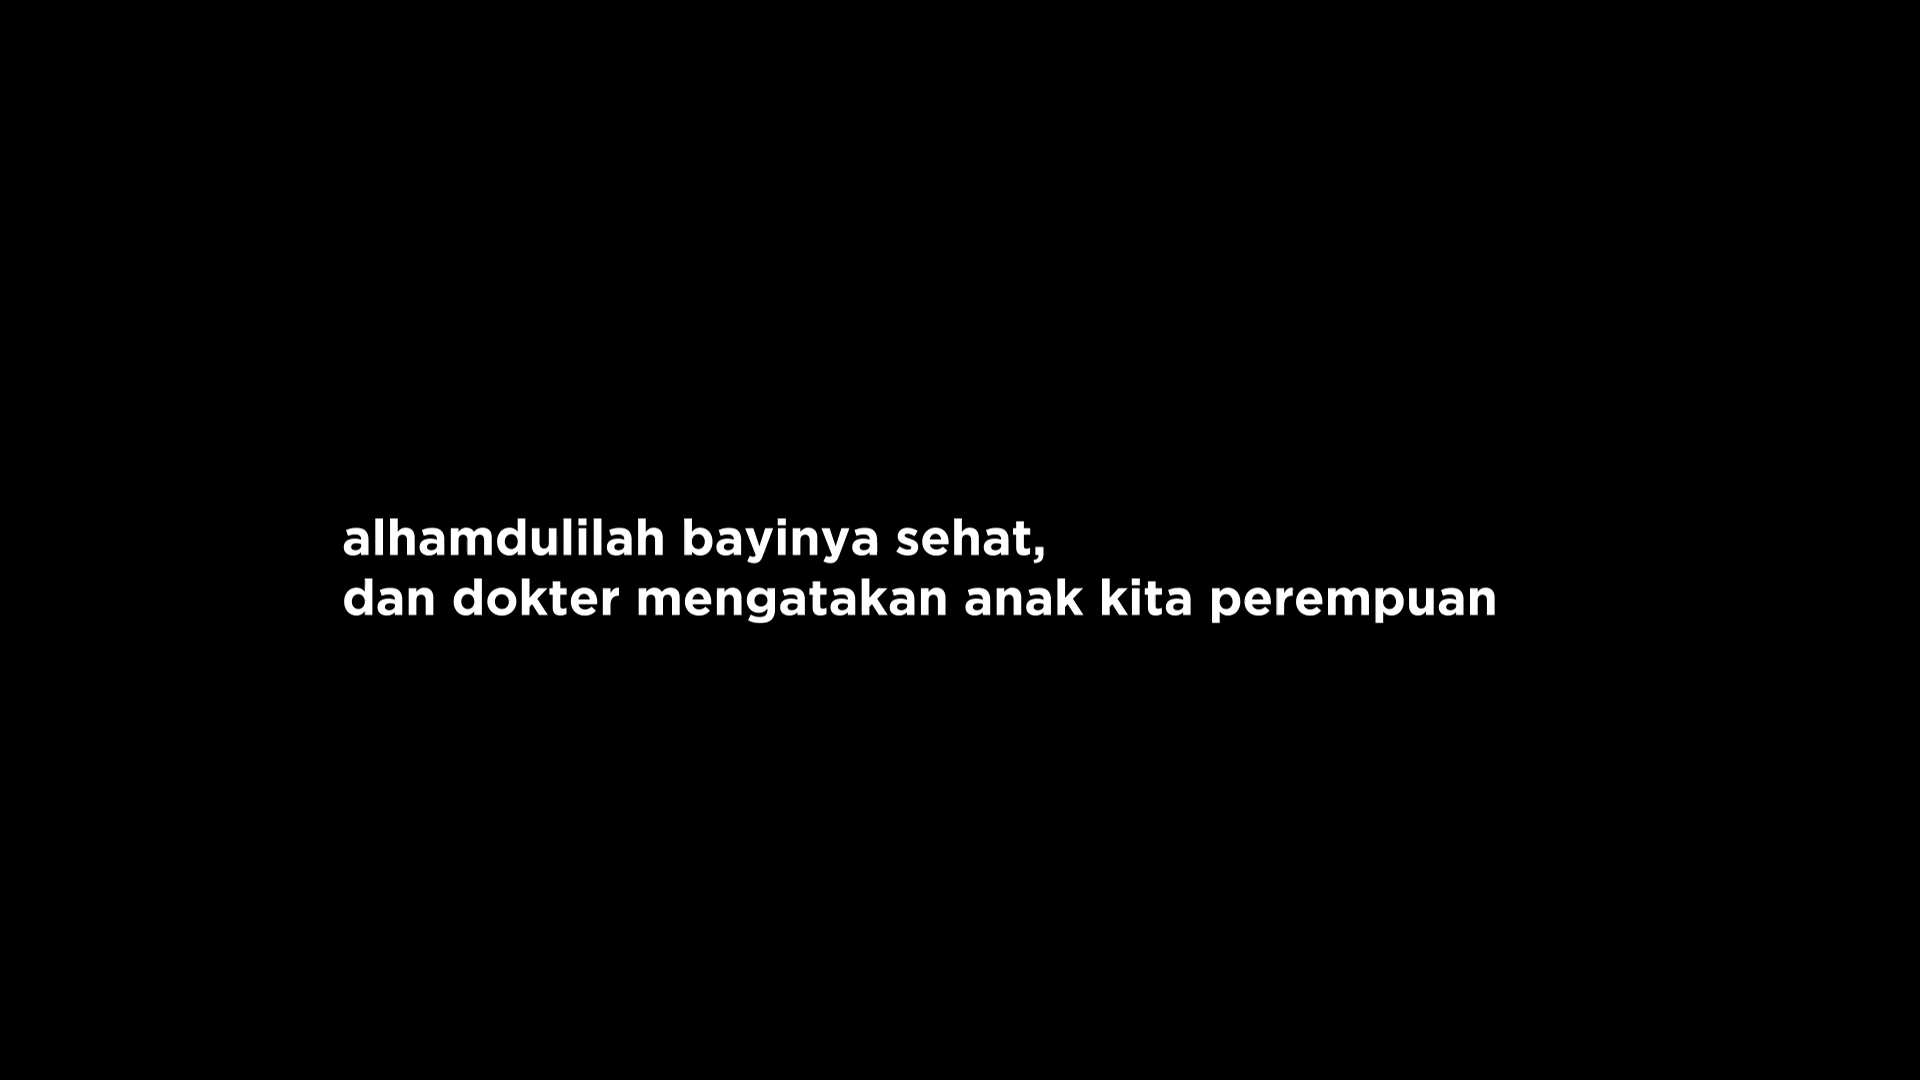 alhamdulilah bayinya sehat,
dan dokter mengatakan anak kita perempuan